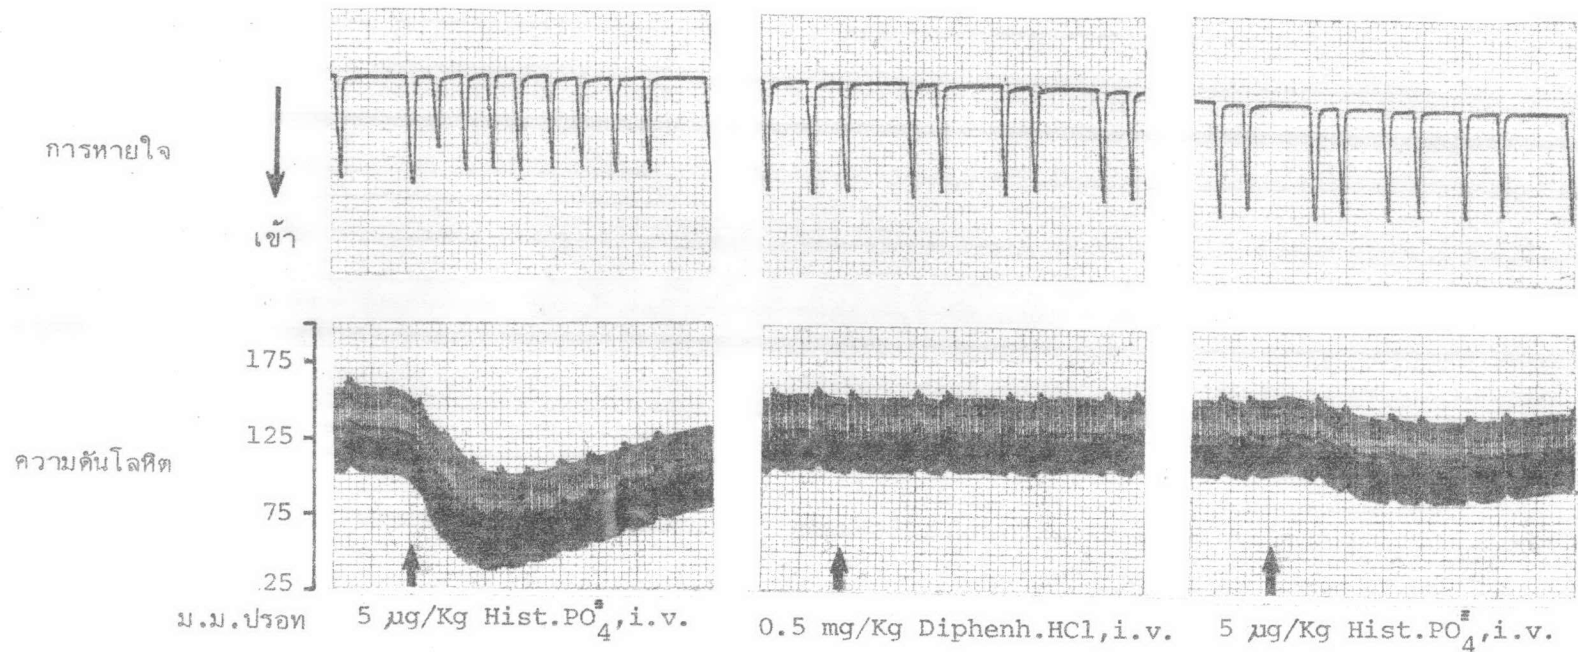 การหายใจ
เข้า
175
125
75
25
ความดันโลหิต
ม.ม.ปรอท
5 µg/Kg Hist.PO₄⁼,i.v.
0.5 mg/Kg Diphenh.HCl,i.v.
5 µg/Kg Hist.PO₄⁼,i.v.